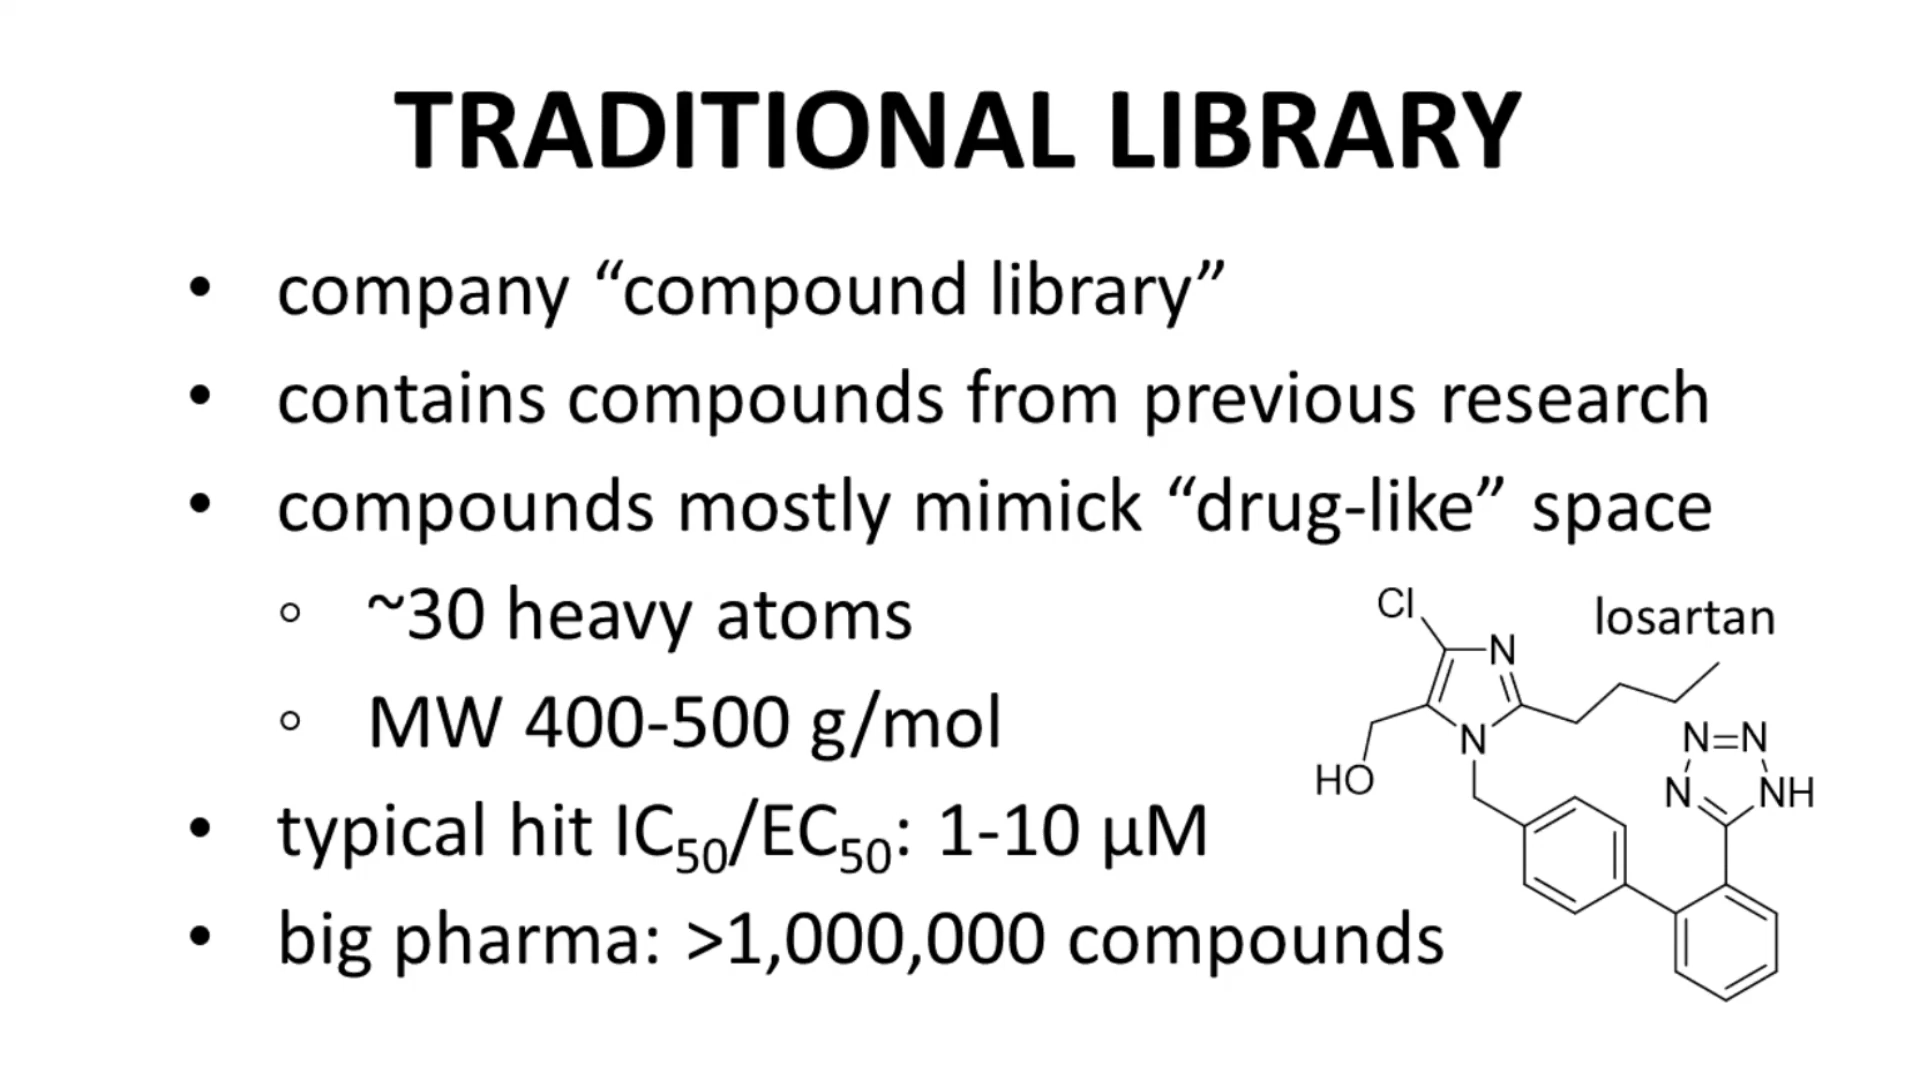 TRADITIONAL LIBRARY
• company “compound library”
• contains compounds from previous research
• compounds mostly mimick “drug-like” space
◦ ~30 heavy atoms
◦ MW 400-500 g/mol
• typical hit IC50/EC50: 1-10 µM
• big pharma: >1,000,000 compounds
losartan
Cl
N
N
HO
N=N
N
NH